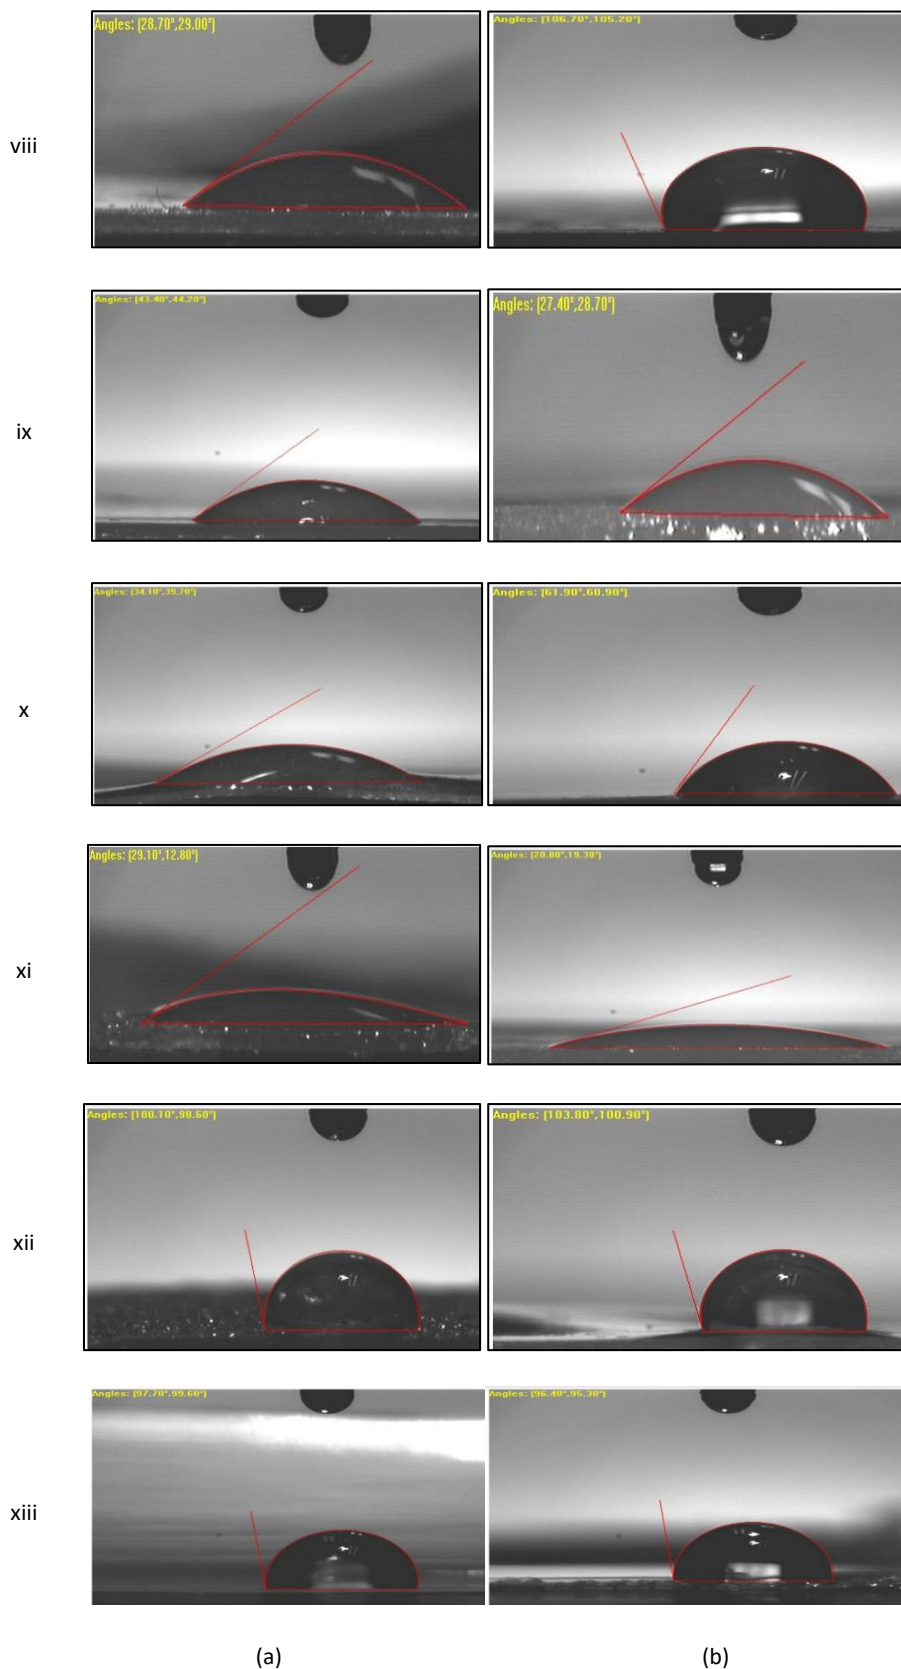 viii
Angles: (28.70°,29.00°)
Angles: (106.70°,105.20°)
ix
Angles: (43.40°,44.20°)
Angles: (27.40°,28.70°)
x
Angles: (34.10°,39.70°)
Angles: (61.90°,60.90°)
xi
Angles: (29.10°,12.80°)
Angles: (20.80°,19.30°)
xii
Angles: (100.10°,98.60°)
Angles: (103.80°,100.90°)
xiii
Angles: (97.70°,99.60°)
Angles: (96.40°,95.30°)
(a)
(b)